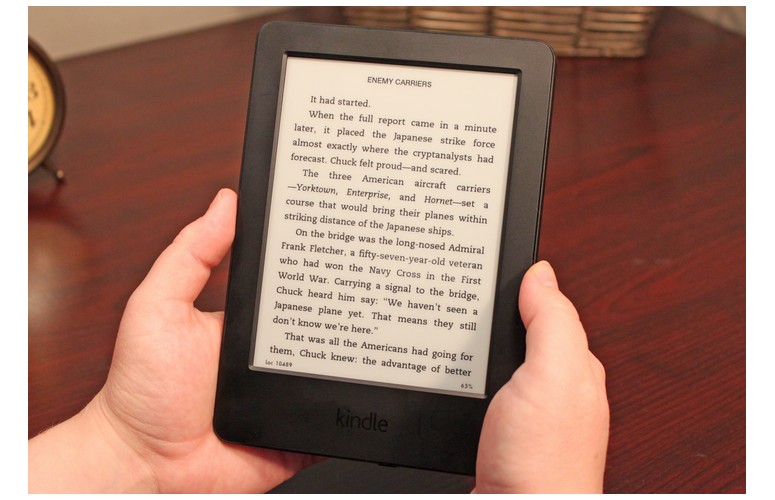 ENEMY CARRIERS
It had started.
When the full report came in a minute
later, it placed the Japanese strike force
almost exactly where the cryptanalysts had
forecast. Chuck felt proud—and scared.
The three American aircraft carriers
—Yorktown, Enterprise, and Hornet—set a
course that would bring their planes within
striking distance of the Japanese ships.
On the bridge was the long-nosed Admiral
Frank Fletcher, a fifty-seven-year-old veteran
who had won the Navy Cross in the First
World War. Carrying a signal to the bridge,
Chuck heard him say: “We haven’t seen a
Japanese plane yet. That means they still
don’t know we’re here.”
That was all the Americans had going for
them, Chuck knew: the advantage of better
Loc 10489
63%
kindle